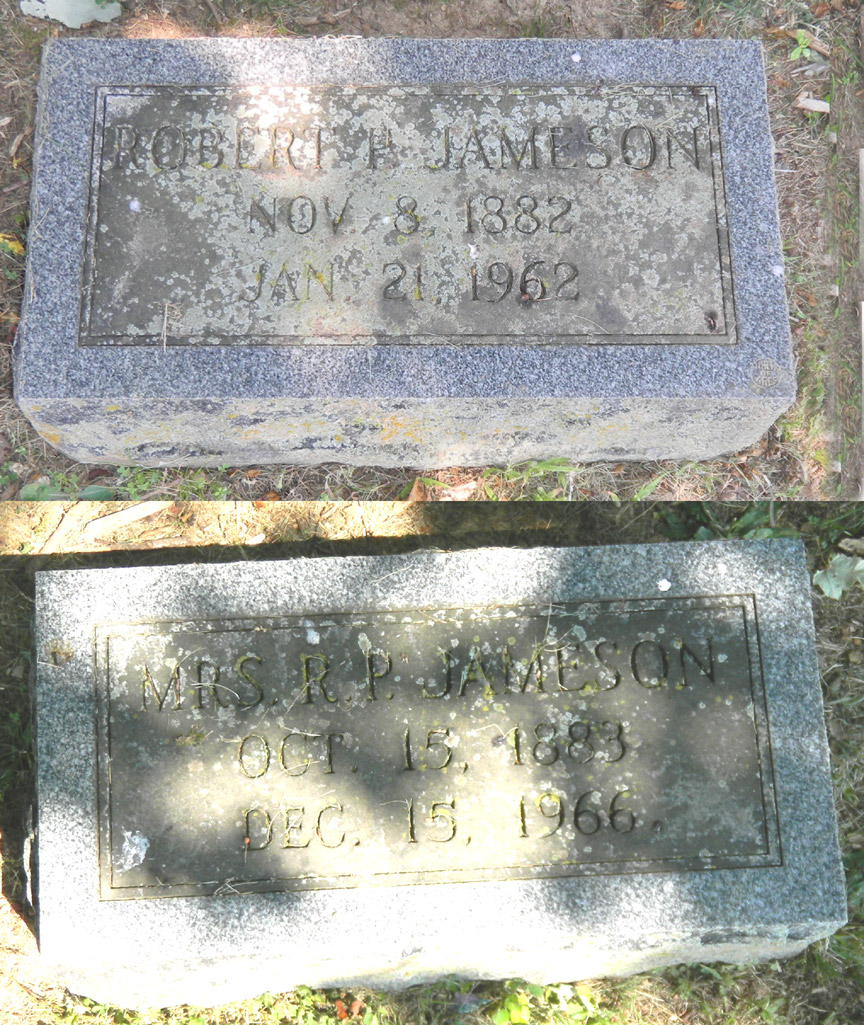 ROBERT P. JAMESON
NOV. 8, 1882
JAN. 21, 1962
MRS. R. P. JAMESON
OCT. 15, 1883
DEC. 15, 1966.